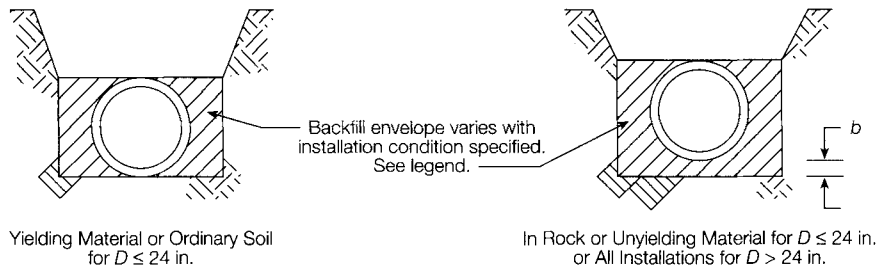 Backfill envelope varies with
installation condition specified.
See legend.
b
Yielding Material or Ordinary Soil
for D ≤ 24 in.
In Rock or Unyielding Material for D ≤ 24 in.
or All Installations for D > 24 in.